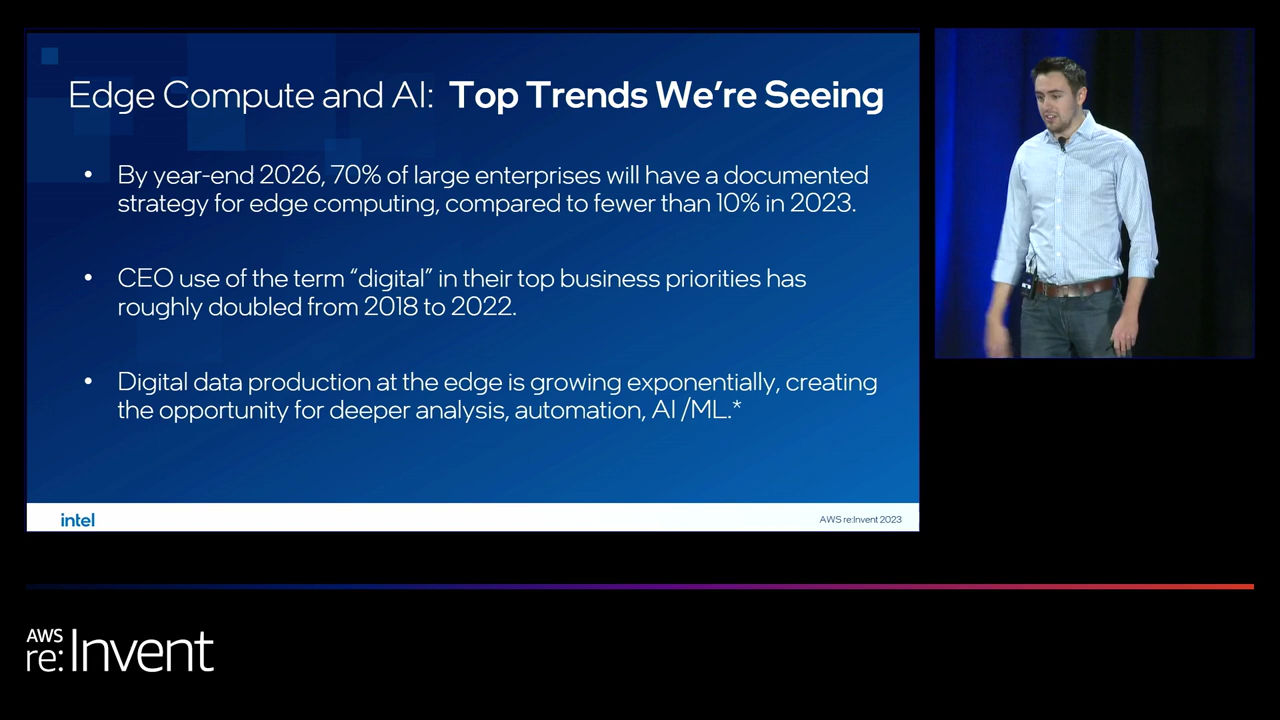 Edge Compute and AI: Top Trends We're Seeing
• By year-end 2026, 70% of large enterprises will have a documented
strategy for edge computing, compared to fewer than 10% in 2023.
• CEO use of the term “digital” in their top business priorities has
roughly doubled from 2018 to 2022.
• Digital data production at the edge is growing exponentially, creating
the opportunity for deeper analysis, automation, AI /ML.*
intel
AWS re:Invent 2023
AWS
re:Invent